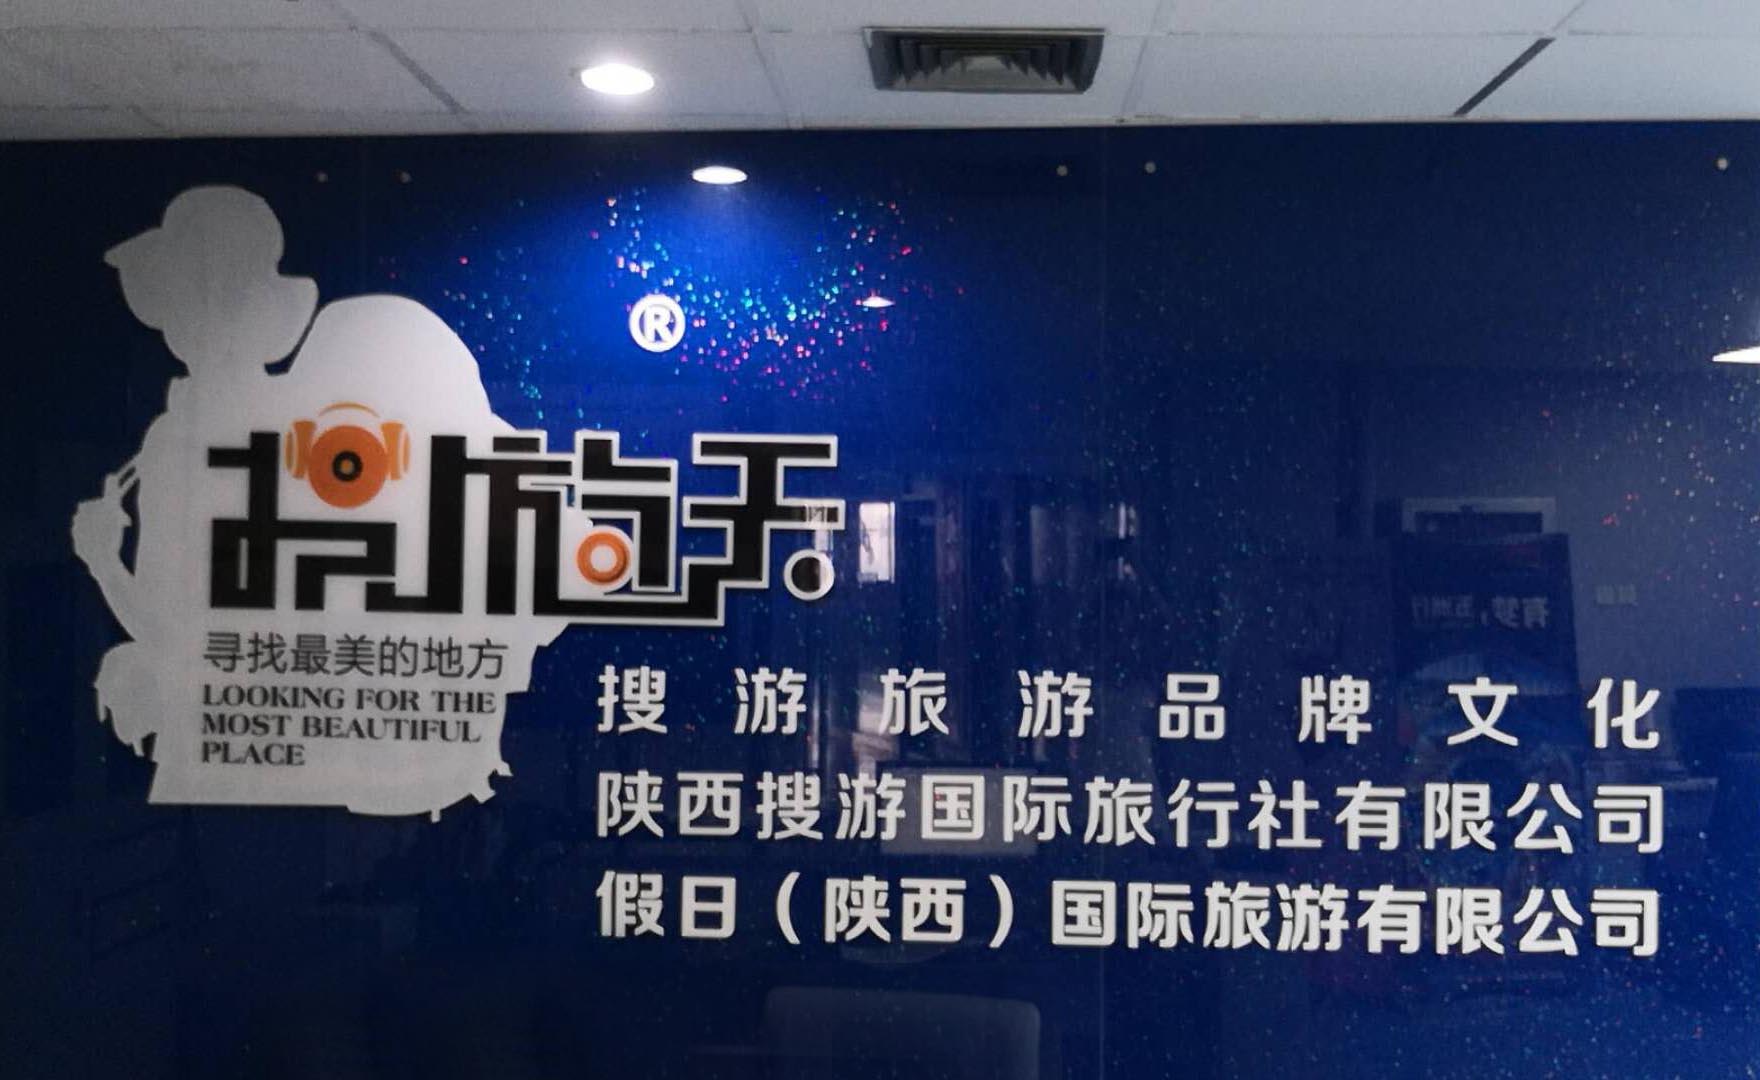 ®
搜游天下
寻找最美的地方
LOOKING FOR THE
MOST BEAUTIFUL
PLACE
搜游旅游品牌文化
陕西搜游国际旅行社有限公司
假日（陕西）国际旅游有限公司